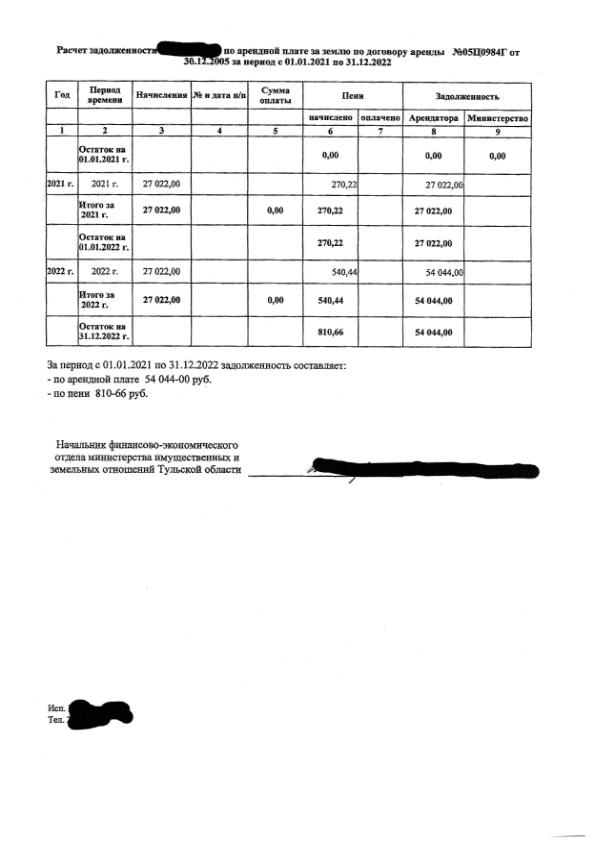 Расчет задолженности по арендной плате за землю по договору аренды №05Ц0984Г от
30.12.2005 за период с 01.01.2021 по 31.12.2022
Год Период времени Начисления № и дата п/п Сумма оплаты Пени Задолженность
начислено оплачено Арендатора Министерство
1 2 3 4 5 6 7 8 9
Остаток на 01.01.2021 г. 0,00 0,00 0,00
2021 г. 2021 г. 27 022,00 270,22 27 022,00
Итого за 2021 г. 27 022,00 0,00 270,22 27 022,00
Остаток на 01.01.2022 г. 270,22 27 022,00
2022 г. 2022 г. 27 022,00 540,44 54 044,00
Итого за 2022 г. 27 022,00 0,00 540,44 54 044,00
Остаток на 31.12.2022 г. 810,66 54 044,00
За период с 01.01.2021 по 31.12.2022 задолженность составляет:
- по арендной плате 54 044-00 руб.
- по пени 810-66 руб.
Начальник финансово-экономического
отдела министерства имущественных и
земельных отношений Тульской области
Исп.
Тел.